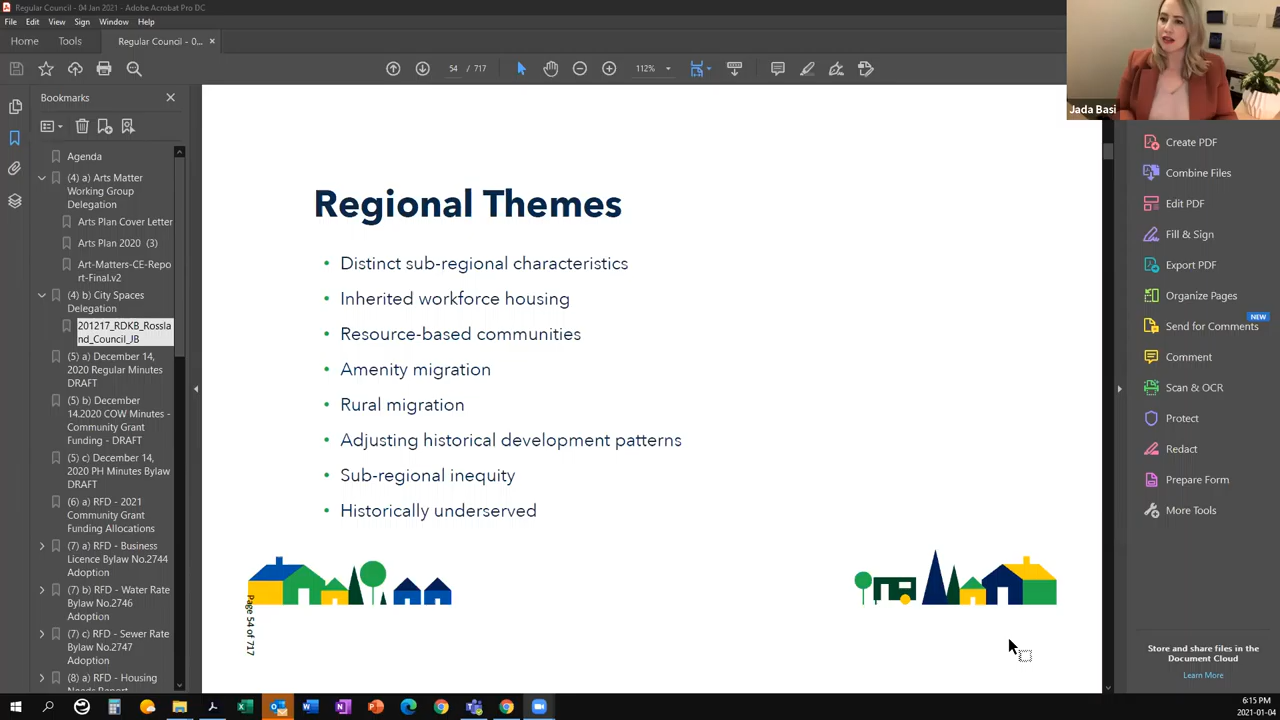 Regular Council - 04 Jan 2021 - Adobe Acrobat Pro DC
File Edit View Sign Window Help
Home Tools Regular Council - 0... ×
54 / 717 112%
Bookmarks
Agenda
(4) a) Arts Matter
Working Group
Delegation
Arts Plan Cover Letter
Arts Plan 2020 (3)
Art-Matters-CE-Repo
rt-Final.v2
(4) b) City Spaces
Delegation
201217_RDKB_Rossla
nd_Council_JB
(5) a) December 14,
2020 Regular Minutes
DRAFT
(5) b) December
14.2020 COW Minutes -
Community Grant
Funding - DRAFT
(5) c) December 14,
2020 PH Minutes Bylaw
DRAFT
(6) a) RFD - 2021
Community Grant
Funding Allocations
(7) a) RFD - Business
Licence Bylaw No.2744
Adoption
(7) b) RFD - Water Rate
Bylaw No.2746
Adoption
(7) c) RFD - Sewer Rate
Bylaw No.2747
Adoption
(8) a) RFD - Housing
Needs Report
Regional Themes
• Distinct sub-regional characteristics
• Inherited workforce housing
• Resource-based communities
• Amenity migration
• Rural migration
• Adjusting historical development patterns
• Sub-regional inequity
• Historically underserved
Page 54 of 717
Jada Basi
Create PDF
Combine Files
Edit PDF
Fill & Sign
Export PDF
Organize Pages
NEW
Send for Comments
Comment
Scan & OCR
Protect
Redact
Prepare Form
More Tools
Store and share files in the
Document Cloud
Learn More
6:15 PM
2021-01-04